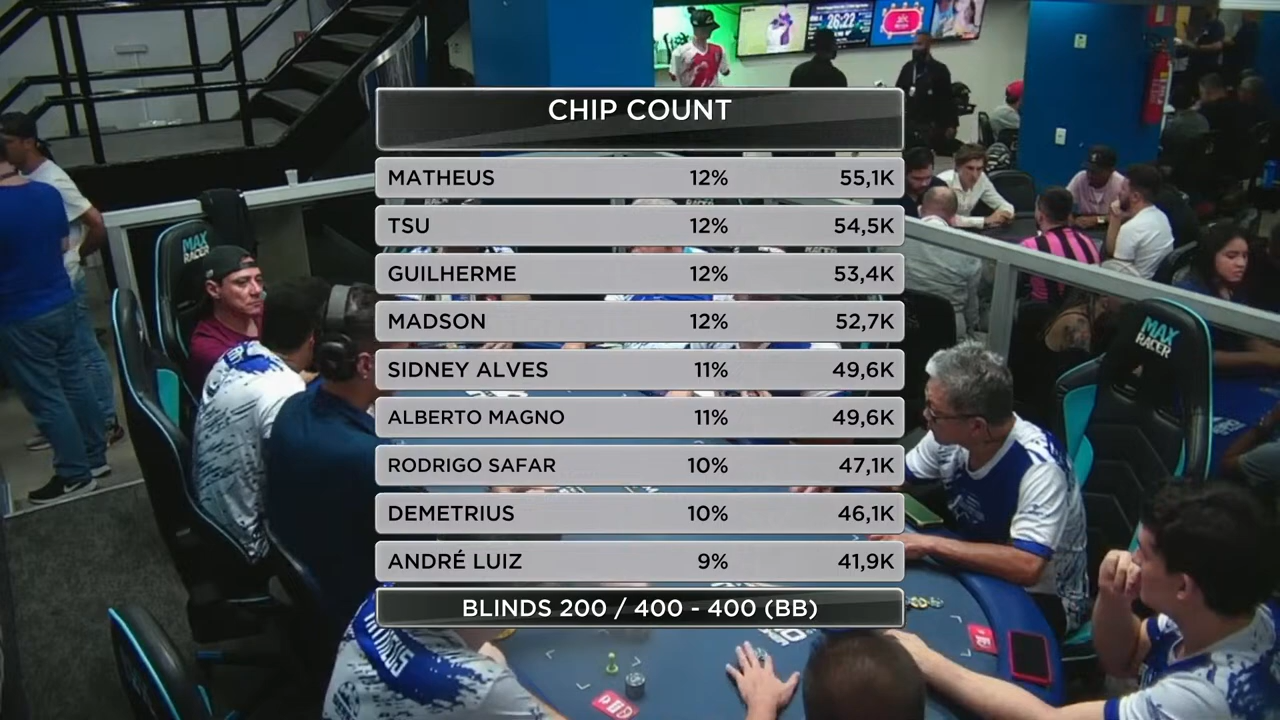 26:22
CHIP COUNT
MATHEUS 12% 55,1K
TSU 12% 54,5K
GUILHERME 12% 53,4K
MADSON 12% 52,7K
SIDNEY ALVES 11% 49,6K
ALBERTO MAGNO 11% 49,6K
RODRIGO SAFAR 10% 47,1K
DEMETRIUS 10% 46,1K
ANDRÉ LUIZ 9% 41,9K
BLINDS 200 / 400 - 400 (BB)
MAX
RACER
MAX
RACER